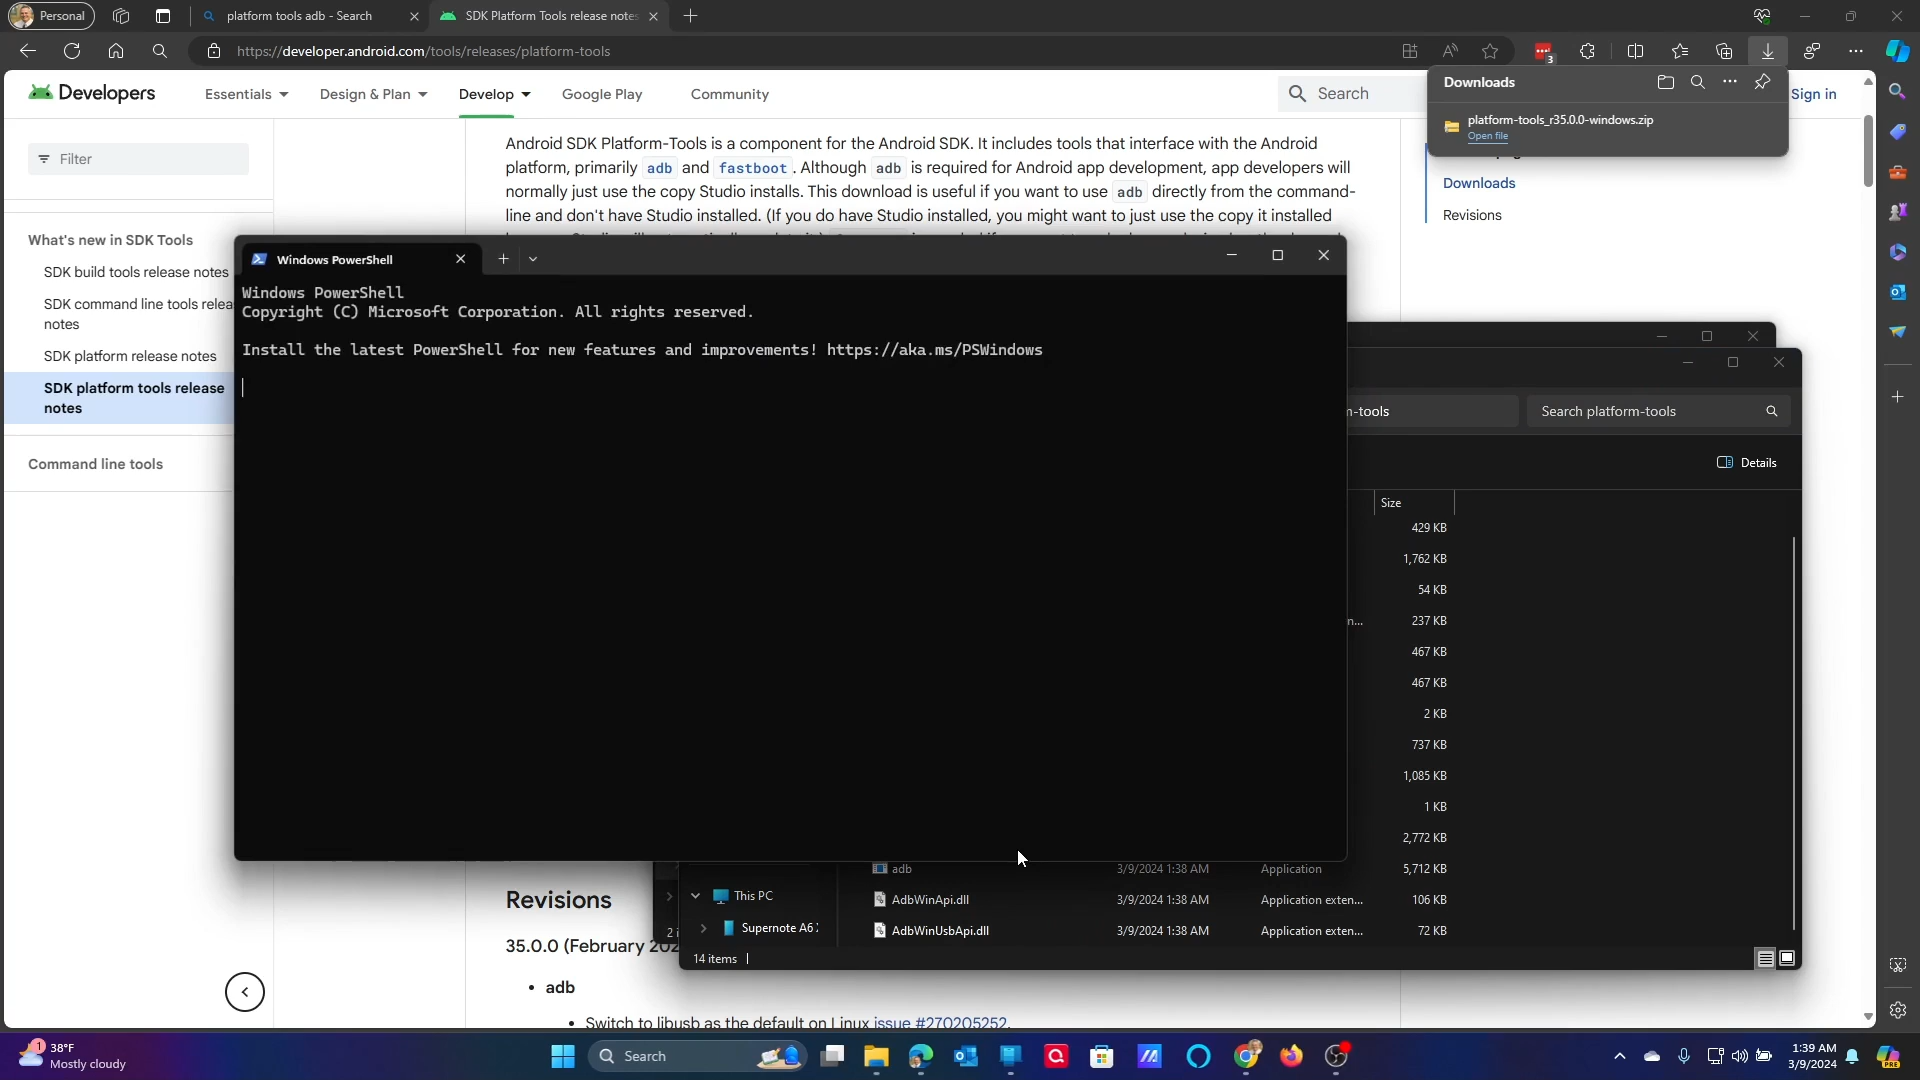 Personal
platform tools adb - Search
SDK Platform Tools release notes
https://developer.android.com/tools/releases/platform-tools
3
Developers
Essentials
Design & Plan
Develop
Google Play
Community
Search
Sign in
Downloads
platform-tools_r35.0.0-windows.zip
Open file
Downloads
Revisions
Filter
What's new in SDK Tools
SDK build tools release notes
SDK command line tools
notes
SDK platform release notes
SDK platform tools release
notes
Command line tools
Android SDK Platform-Tools is a component for the Android SDK. It includes tools that interface with the Android
platform, primarily adb and fastboot. Although adb is required for Android app development, app developers will
normally just use the copy Studio installs. This download is useful if you want to use adb directly from the command-
line and don't have Studio installed. (If you do have Studio installed, you might want to just use the copy it installed
Windows PowerShell
Windows PowerShell
Copyright (C) Microsoft Corporation. All rights reserved.
Install the latest PowerShell for new features and improvements! https://aka.ms/PSWindows
m-tools
Search platform-tools
Details
Size
429 KB
1,762 KB
54 KB
n... 237 KB
467 KB
467 KB
2 KB
737 KB
1,085 KB
1 KB
2,772 KB
adb 3/9/2024 1:38 AM Application 5,712 KB
AdbWinApi.dll 3/9/2024 1:38 AM Application exten... 106 KB
AdbWinUsbApi.dll 3/9/2024 1:38 AM Application exten... 72 KB
This PC
Supernote A6
14 items
2 i
Revisions
35.0.0 (February 202
• adb
• Switch to libusb as the default on Linux issue #270205252.
1
38°F
Mostly cloudy
Search
1:39 AM
3/9/2024
PRE